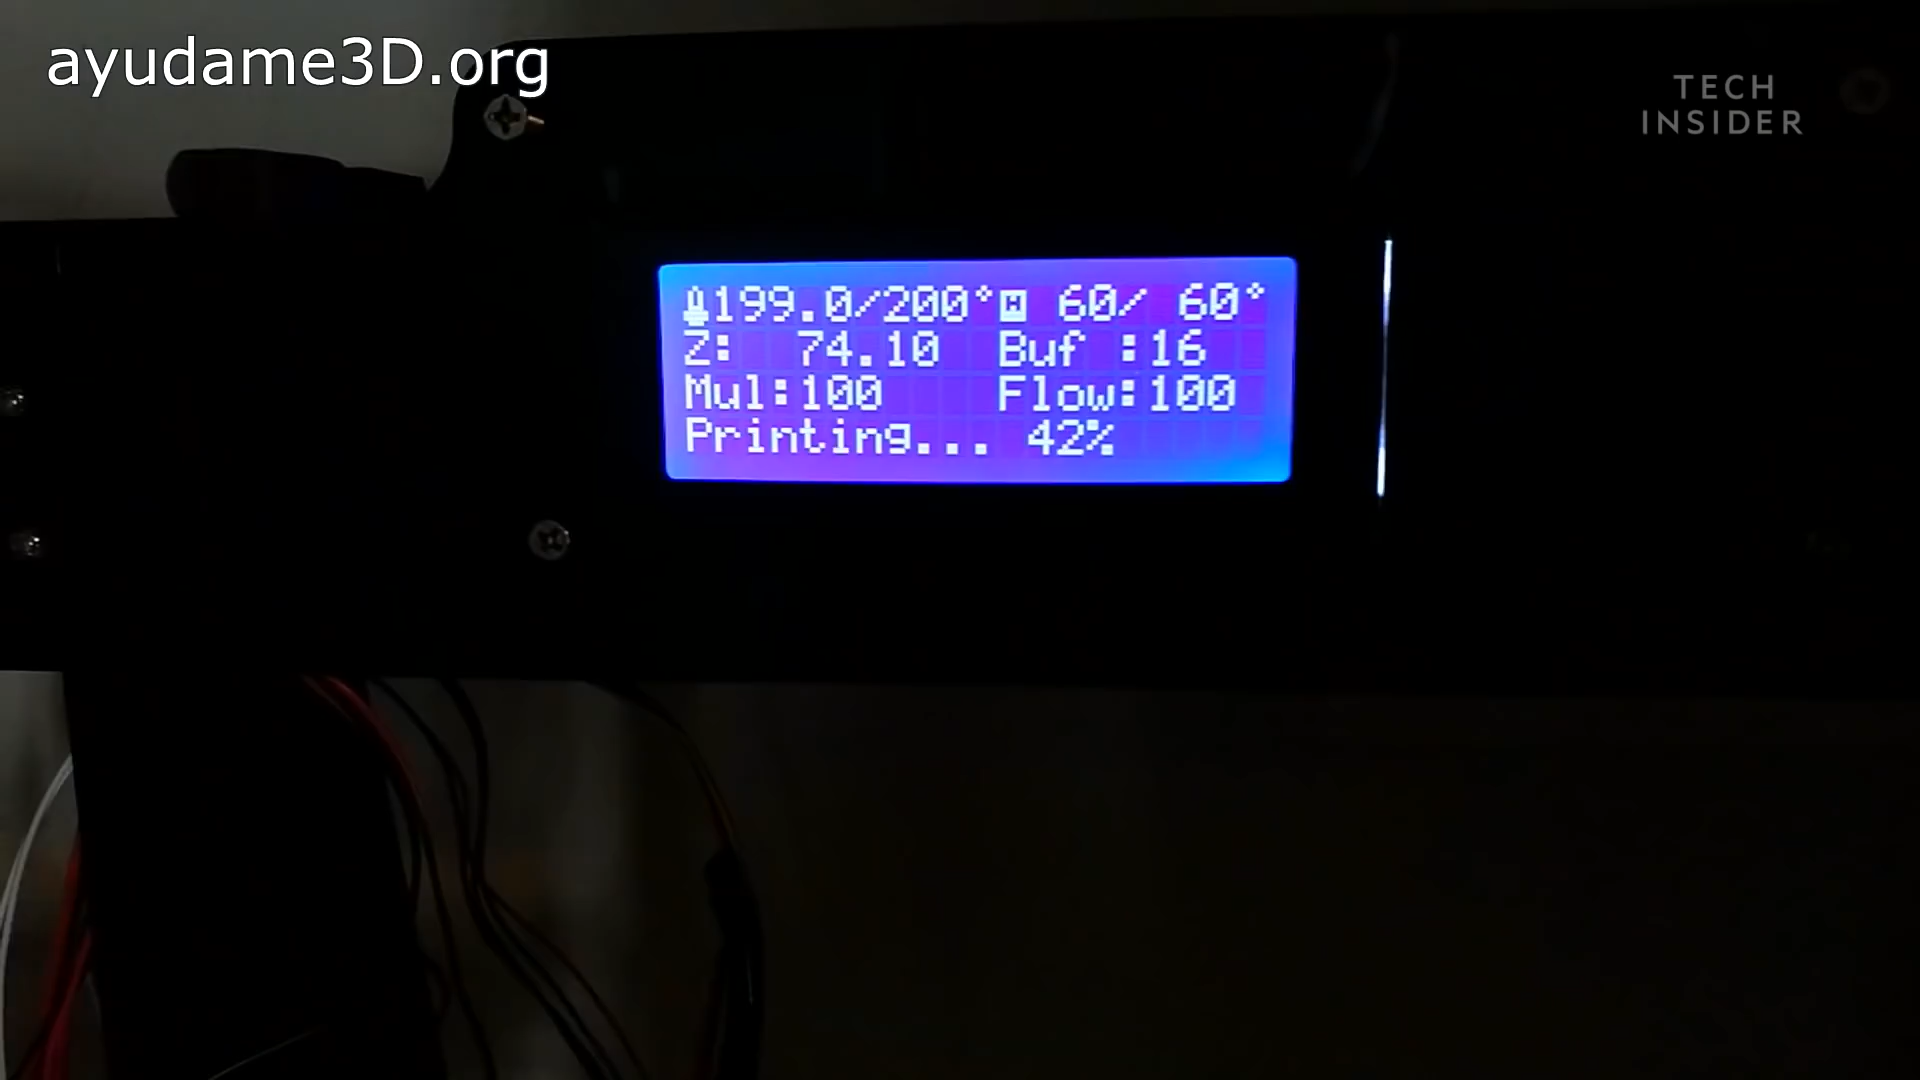 ayudame3D.org
TECH
INSIDER
199.0/200° H 60/ 60°
Z: 74.10 Buf :16
Mul:100 Flow:100
Printing... 42%